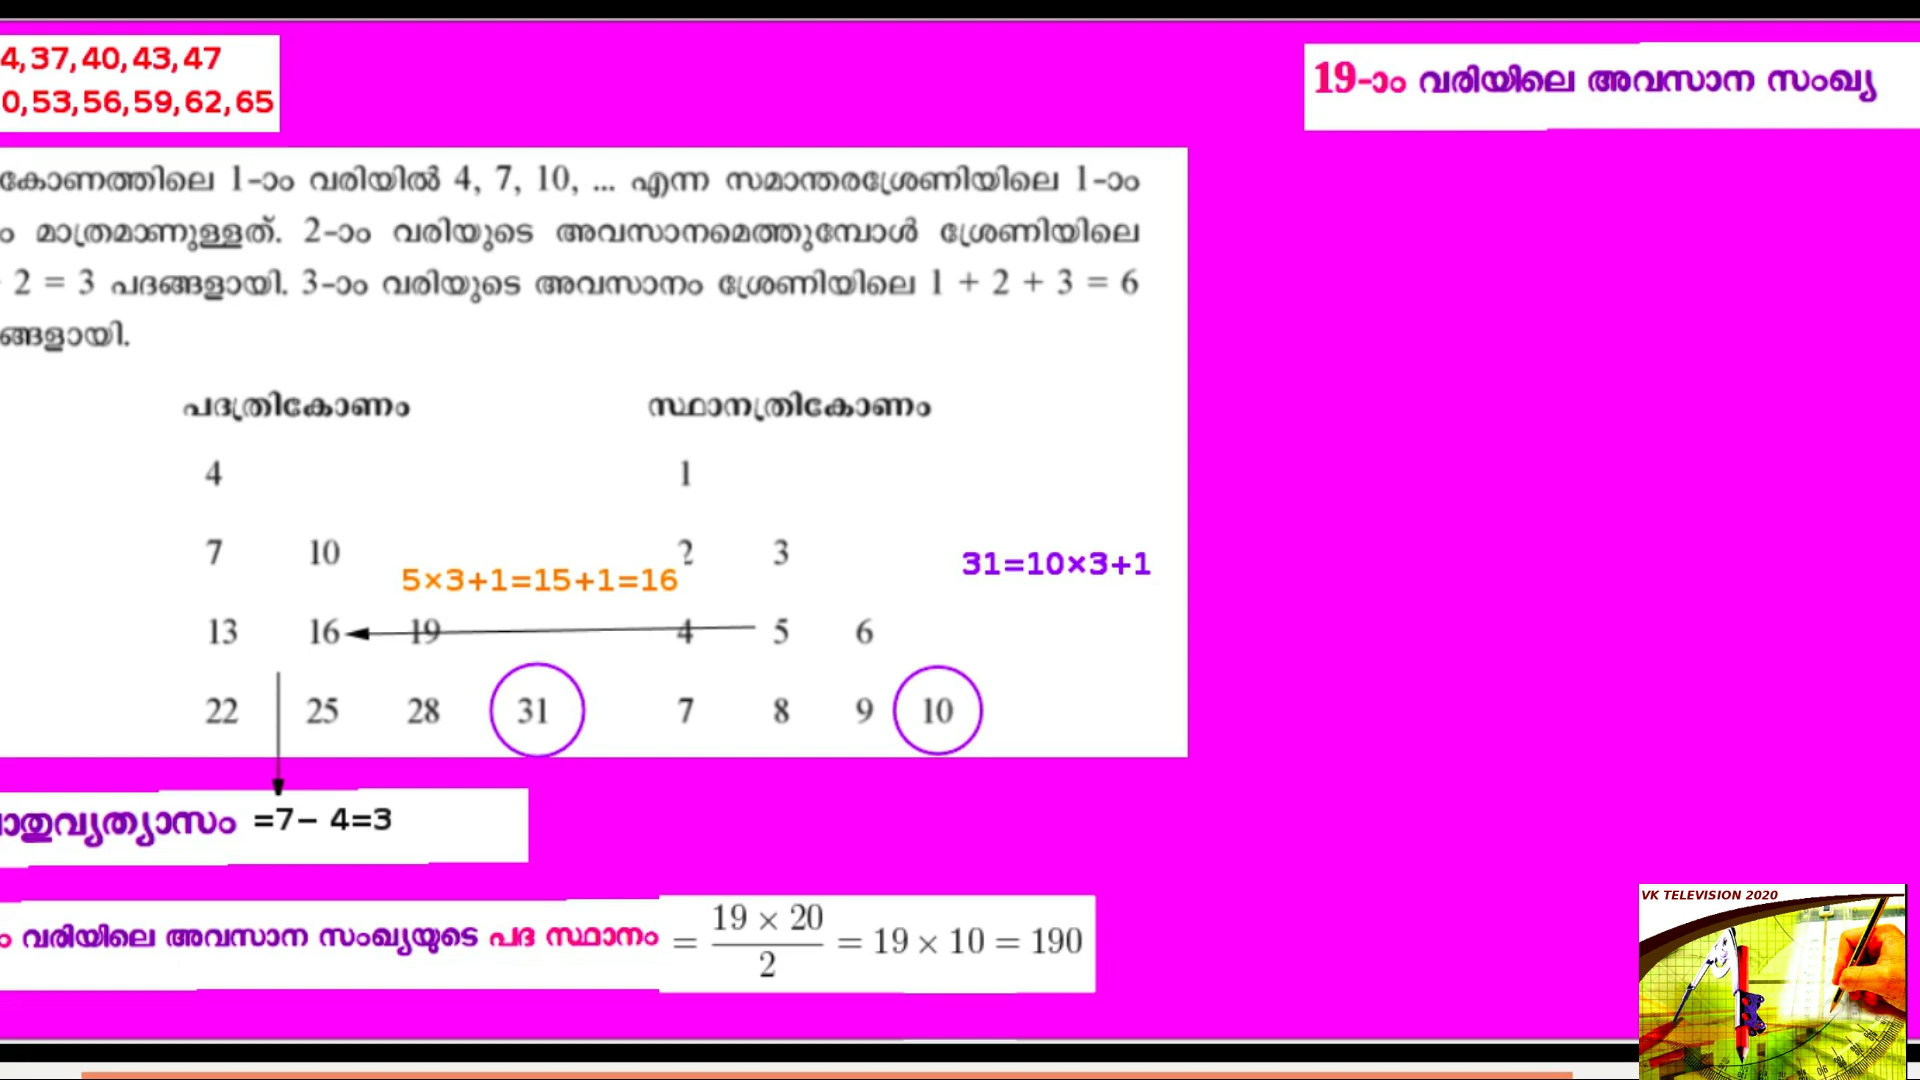 4,37,40,43,47
0,53,56,59,62,65
19-ാം വരിയിലെ അവസാന സംഖ്യ
കോണത്തിലെ 1-ാം വരിയിൽ 4, 7, 10, ... എന്ന സമാന്തരശ്രേണിയിലെ 1-ാം
മാത്രമാണുള്ളത്. 2-ാം വരിയുടെ അവസാനമെത്തുമ്പോൾ ശ്രേണിയിലെ
2 = 3 പദങ്ങളായി. 3-ാം വരിയുടെ അവസാനം ശ്രേണിയിലെ 1 + 2 + 3 = 6
ങ്ങളായി.
പദത്രികോണം സ്ഥാനത്രികോണം
4 1
7 10 2 3
5×3+1=15+1=16 31=10×3+1
13 16 19 4 5 6
22 25 28 31 7 8 9 10
ാതുവ്യത്യാസം =7− 4=3
ം വരിയിലെ അവസാന സംഖ്യയുടെ പദ സ്ഥാനം = 19 × 20 / 2 = 19 × 10 = 190
VK TELEVISION 2020